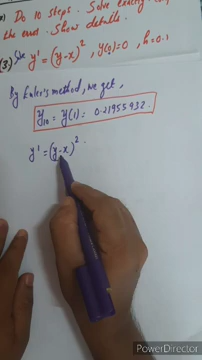 Do 10 steps. Solve exactly.
the error. Show details.
(3) Solve y' = (y-x)², y(0)=0, h=0.1
By Euler's method, we get,
y₁₀ = y(1) = 0.21955932.
y' = (y-x)².
PowerDirector